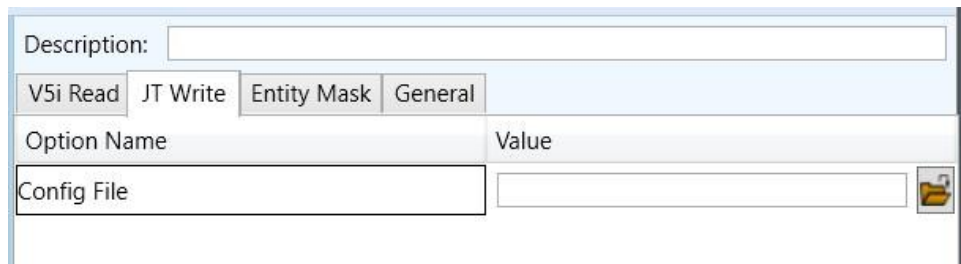 Description:
V5i Read JT Write Entity Mask General
Option Name Value
Config File